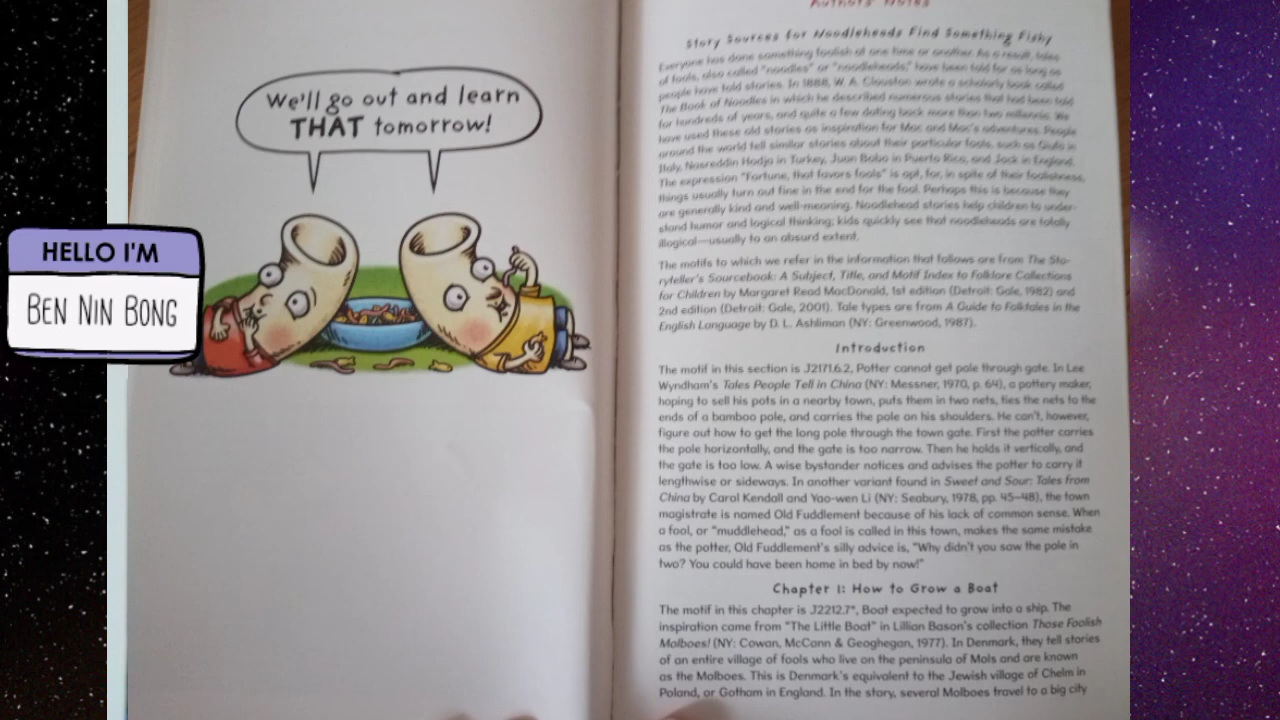 HELLO I'M
BEN NIN BONG
We'll go out and learn
THAT tomorrow!
Authors' Notes
Story Sources for Noodleheads Find Something Fishy
Everyone has done something foolish at one time or another. As a result, tales
of fools, also called "noodles" or "noodleheads," have been told for as long as
people have told stories. In 1888, W. A. Clouston wrote a scholarly book called
The Book of Noodles in which he described numerous stories that had been told
for hundreds of years, and quite a few dating back more than two millennia. We
have used these old stories as inspiration for Mac and Mac's adventures. People
around the world tell similar stories about their particular fools, such as Giufa in
Italy, Nasreddin Hodja in Turkey, Juan Bobo in Puerto Rico, and Jack in England.
The expression "Fortune, that favors fools" is apt, for, in spite of their foolishness,
things usually turn out fine in the end for the fool. Perhaps this is because they
are generally kind and well-meaning. Noodlehead stories help children to under-
stand humor and logical thinking; kids quickly see that noodleheads are totally
illogical—usually to an absurd extent.
The motifs to which we refer in the information that follows are from The Sto-
ryteller's Sourcebook: A Subject, Title, and Motif Index to Folklore Collections
for Children by Margaret Read MacDonald, 1st edition (Detroit: Gale, 1982) and
2nd edition (Detroit: Gale, 2001). Tale types are from A Guide to Folktales in the
English Language by D. L. Ashliman (NY: Greenwood, 1987).
Introduction
The motif in this section is J2171.6.2, Potter cannot get pole through gate. In Lee
Wyndham's Tales People Tell in China (NY: Messner, 1970, p. 64), a pottery maker,
hoping to sell his pots in a nearby town, puts them in two nets, ties the nets to the
ends of a bamboo pole, and carries the pole on his shoulders. He can't, however,
figure out how to get the long pole through the town gate. First the potter carries
the pole horizontally, and the gate is too narrow. Then he holds it vertically, and
the gate is too low. A wise bystander notices and advises the potter to carry it
lengthwise or sideways. In another variant found in Sweet and Sour: Tales from
China by Carol Kendall and Yao-wen Li (NY: Seabury, 1978, pp. 45–48), the town
magistrate is named Old Fuddlement because of his lack of common sense. When
a fool, or "muddlehead," as a fool is called in this town, makes the same mistake
as the potter, Old Fuddlement's silly advice is, "Why didn't you saw the pole in
two? You could have been home in bed by now!"
Chapter 1: How to Grow a Boat
The motif in this chapter is J2212.7*, Boat expected to grow into a ship. The
inspiration came from "The Little Boat" in Lillian Bason's collection Those Foolish
Molboes! (NY: Cowan, McCann & Geoghegan, 1977). In Denmark, they tell stories
of an entire village of fools who live on the peninsula of Mols and are known
as the Molboes. This is Denmark's equivalent to the Jewish village of Chelm in
Poland, or Gotham in England. In the story, several Molboes travel to a big city